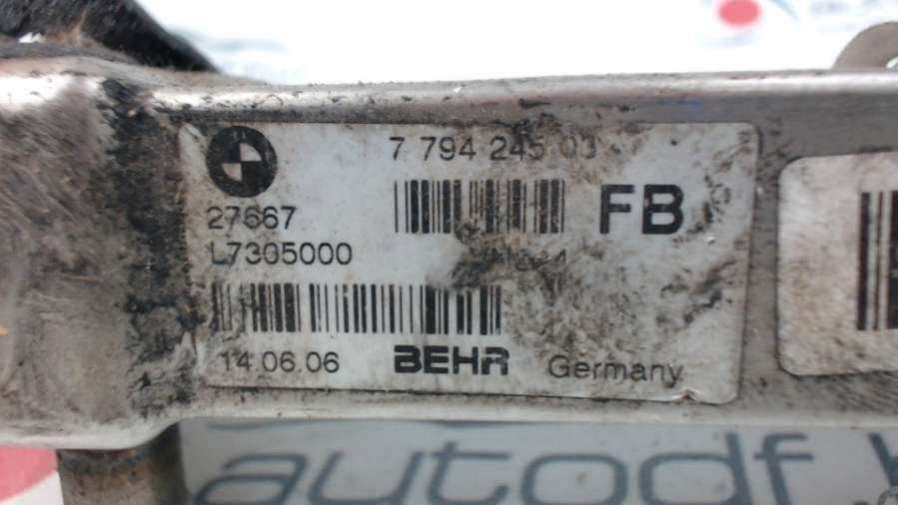 7 794 245 03
FB
27667
L7305000
14.06.06 BEHR Germany
autodf.